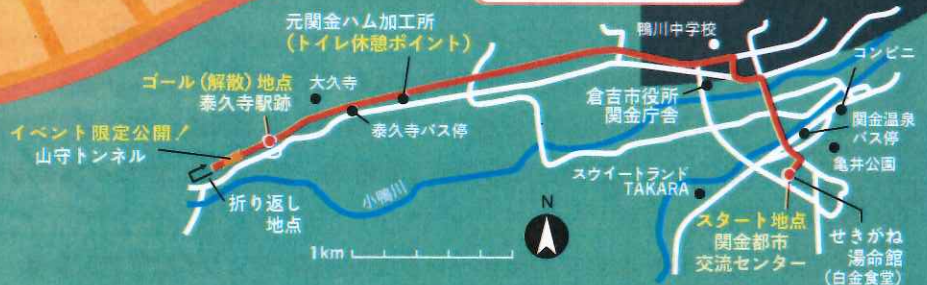 元関金ハム加工所
（トイレ休憩ポイント）
鴨川中学校
コンビニ
ゴール（解散）地点
泰久寺駅跡
大久寺
倉吉市役所
関金庁舎
イベント限定公開！
山守トンネル
泰久寺バス停
関金温泉
バス停
亀井公園
折り返し
地点
小鴨川
スウィートランド
TAKARA
N
1km
スタート地点
関金都市
交流センター
せきがね
湯命館
（白金食堂）